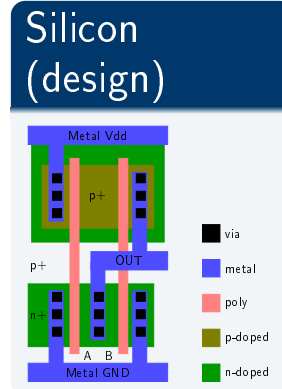 Silicon
(design)
Metal Vdd
p+
OUT
p+
n+
A B
Metal GND
via
metal
poly
p-doped
n-doped